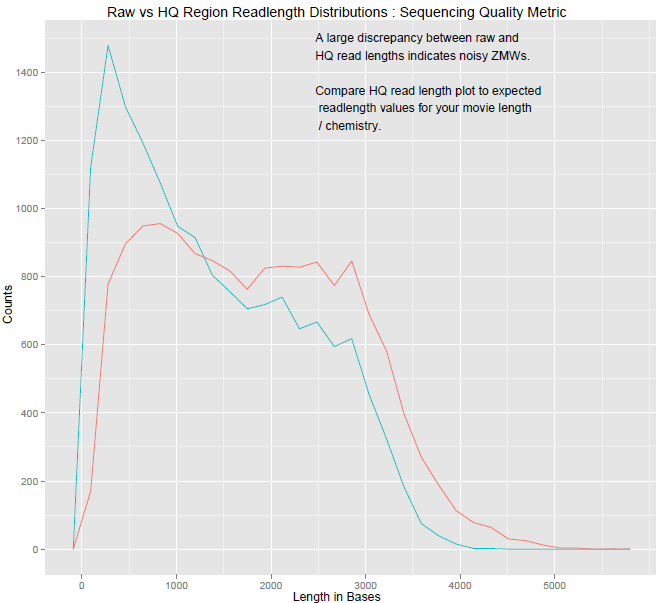 Raw vs HQ Region Readlength Distributions : Sequencing Quality Metric
A large discrepancy between raw and
HQ read lengths indicates noisy ZMWs.
Compare HQ read length plot to expected
readlength values for your movie length
/ chemistry.
Counts
1400
1200
1000
800
600
400
200
0
0 1000 2000 3000 4000 5000
Length in Bases